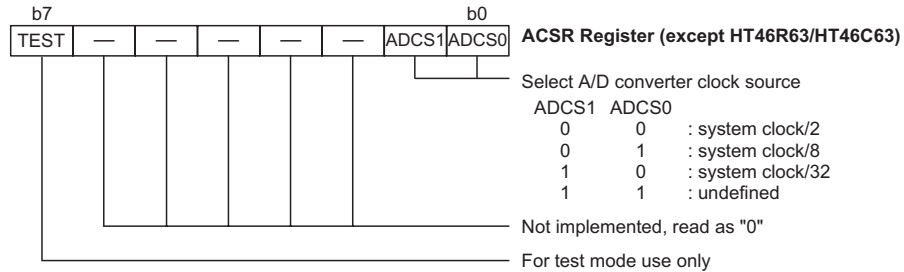 b7 b0
TEST — — — — — ADCS1 ADCS0 ACSR Register (except HT46R63/HT46C63)
Select A/D converter clock source
ADCS1 ADCS0
0 0 : system clock/2
0 1 : system clock/8
1 0 : system clock/32
1 1 : undefined
Not implemented, read as "0"
For test mode use only